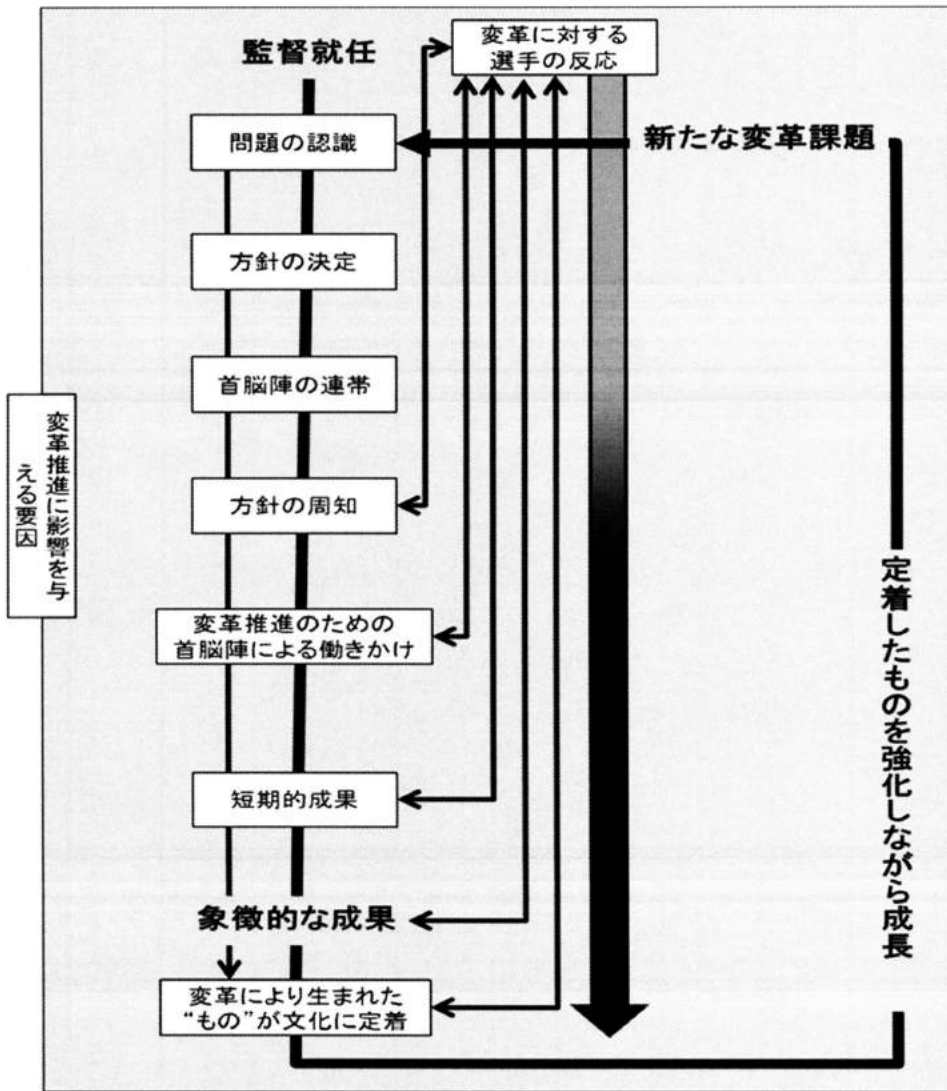 監督就任
変革に対する
選手の反応
問題の認識
新たな変革課題
方針の決定
首脳陣の連帯
変革推進に影響を与
える要因
方針の周知
変革推進のための
首脳陣による働きかけ
定着したものを強化しながら成長
短期的成果
象徴的な成果
変革により生まれた
“もの”が文化に定着